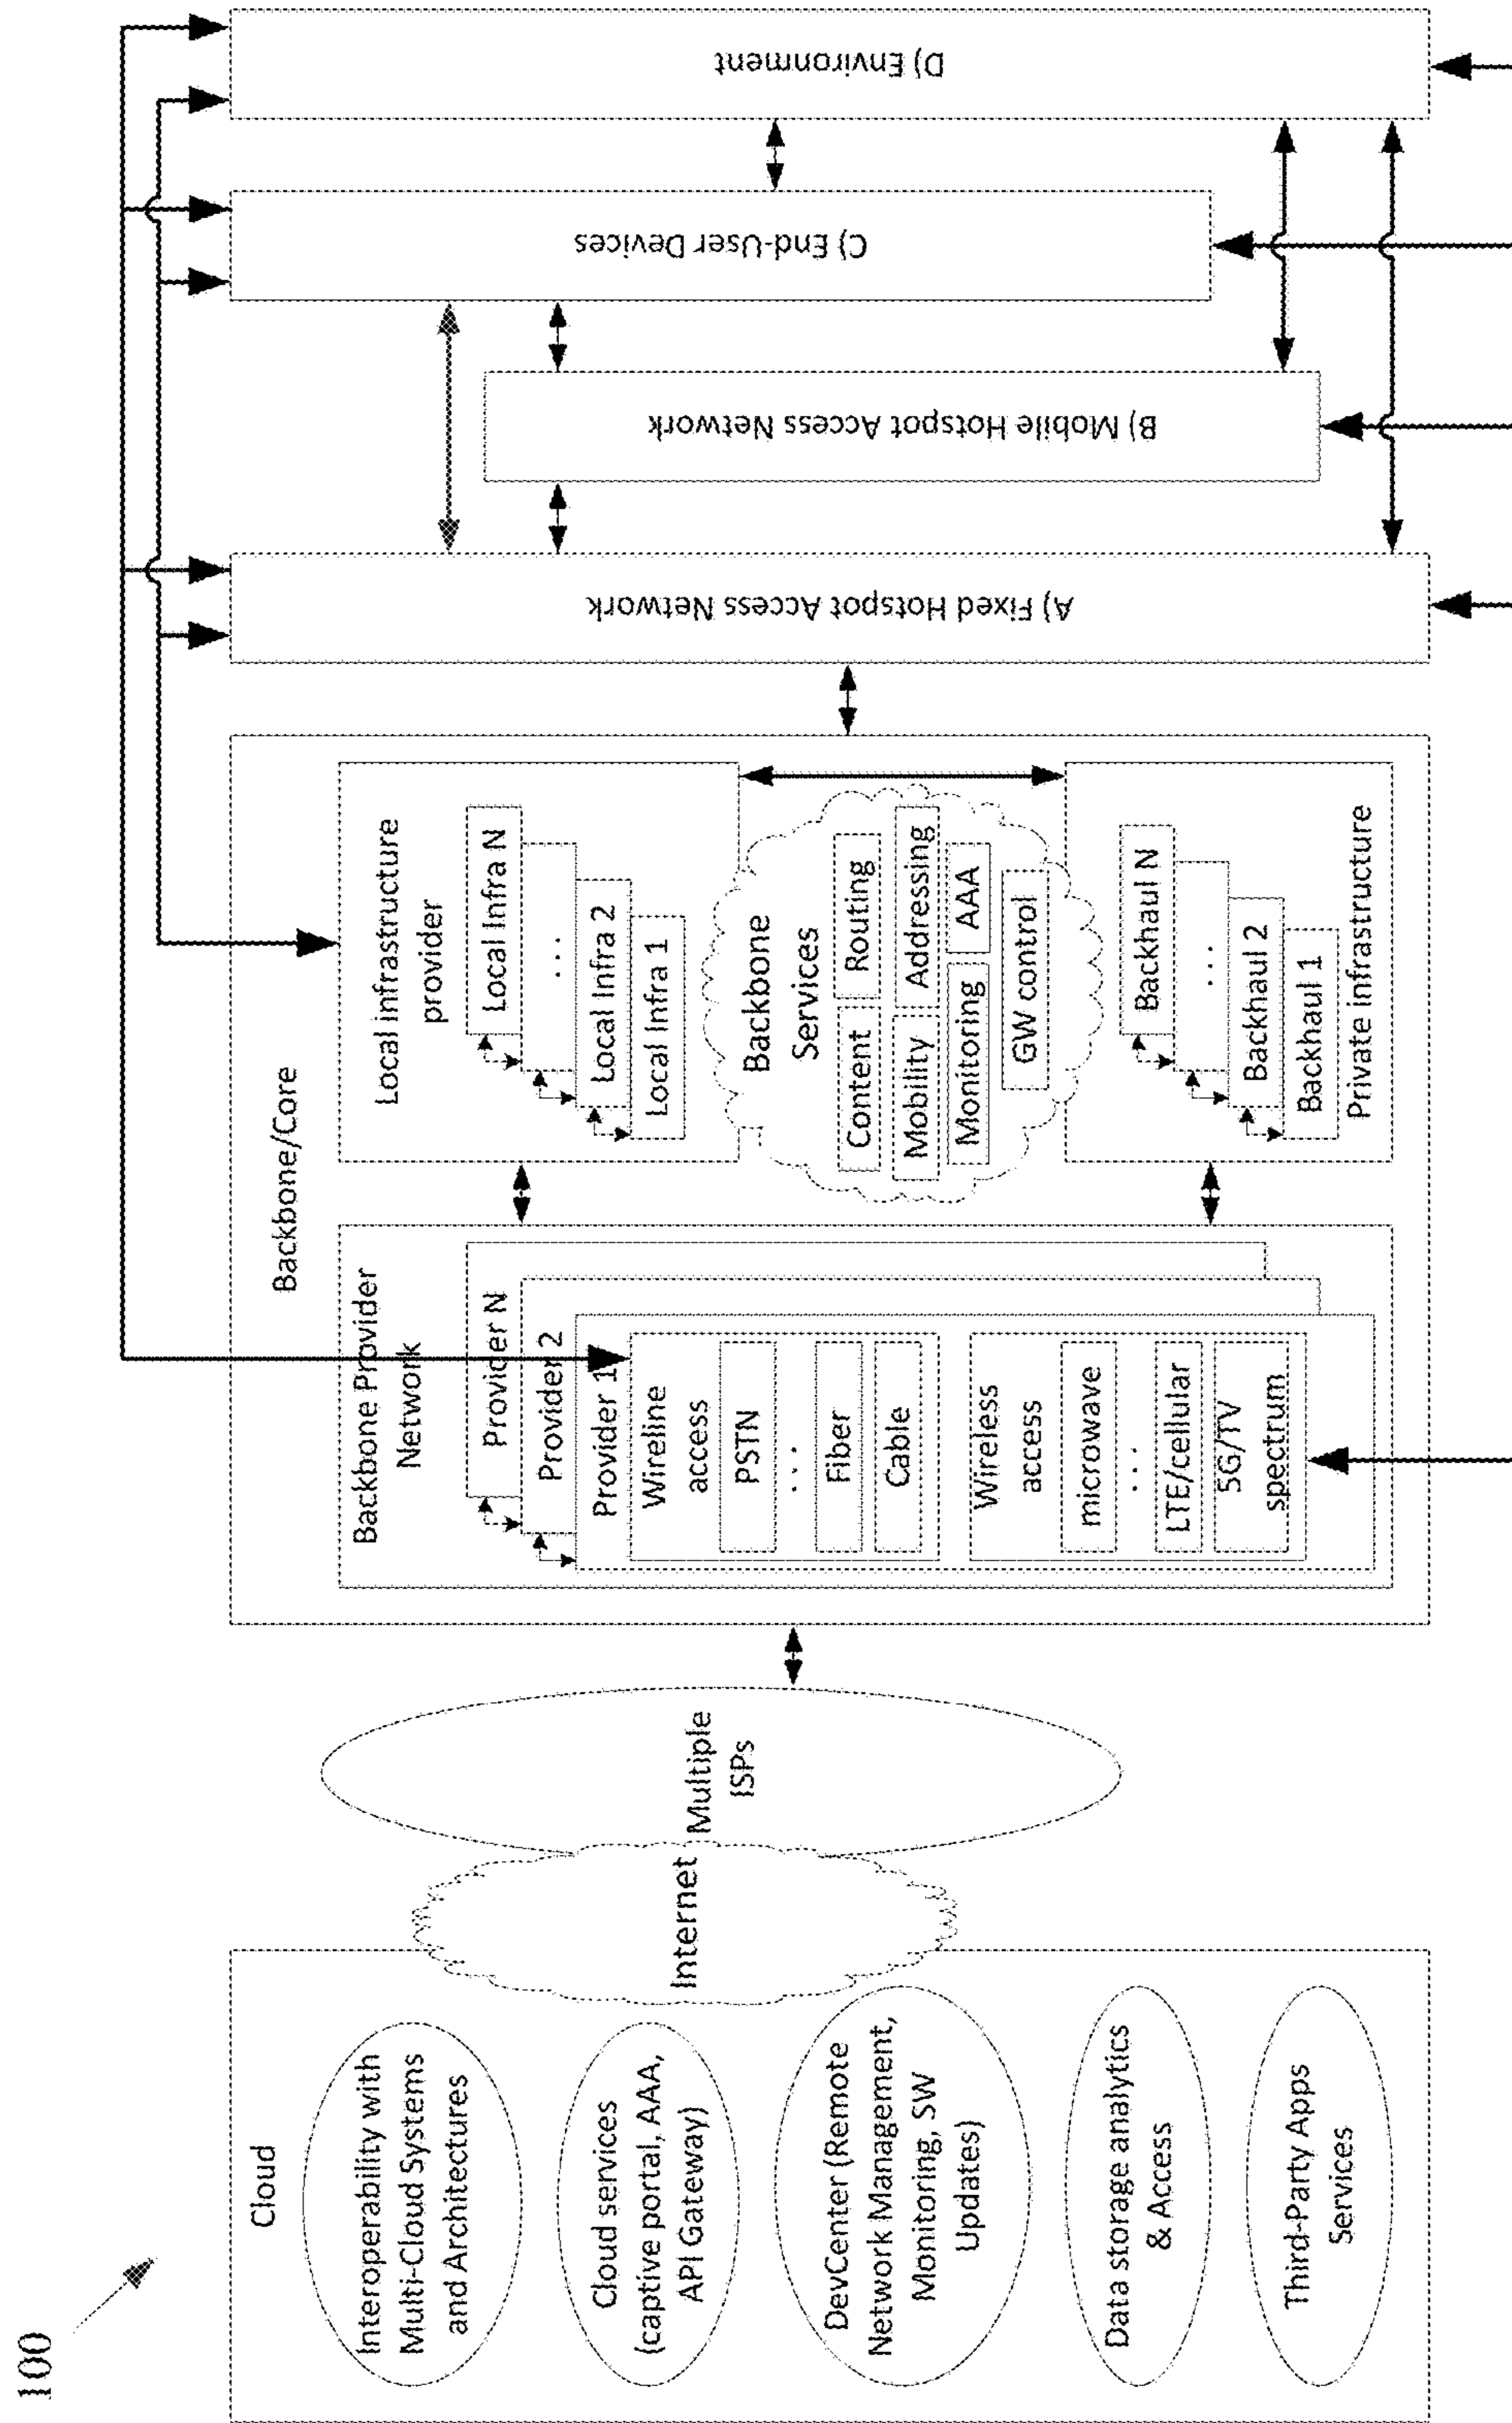 100
Cloud
Interoperability with
Multi-Cloud Systems
and Architectures
Cloud services
(captive portal, AAA,
API Gateway)
DevCenter (Remote
Network Management,
Monitoring, SW
Updates)
Data storage analytics
& Access
Third-Party Apps
Services
Internet
Multiple
ISPs
Backbone/Core
Backbone Provider
Network
Provider N
Provider 2
Provider 1
Wireline
access
PSTN
...
Fiber
Cable
Wireless
access
microwave
...
LTE/cellular
5G/TV
spectrum
Local infrastructure
provider
Local Infra N
...
Local Infra 2
Local Infra 1
Backbone
Services
Content
Routing
Mobility
Addressing
Monitoring
AAA
GW control
Backhaul N
...
Backhaul 2
Backhaul 1
Private infrastructure
A) Fixed Hotspot Access Network
B) Mobile Hotspot Access Network
C) End-User Devices
D) Environment